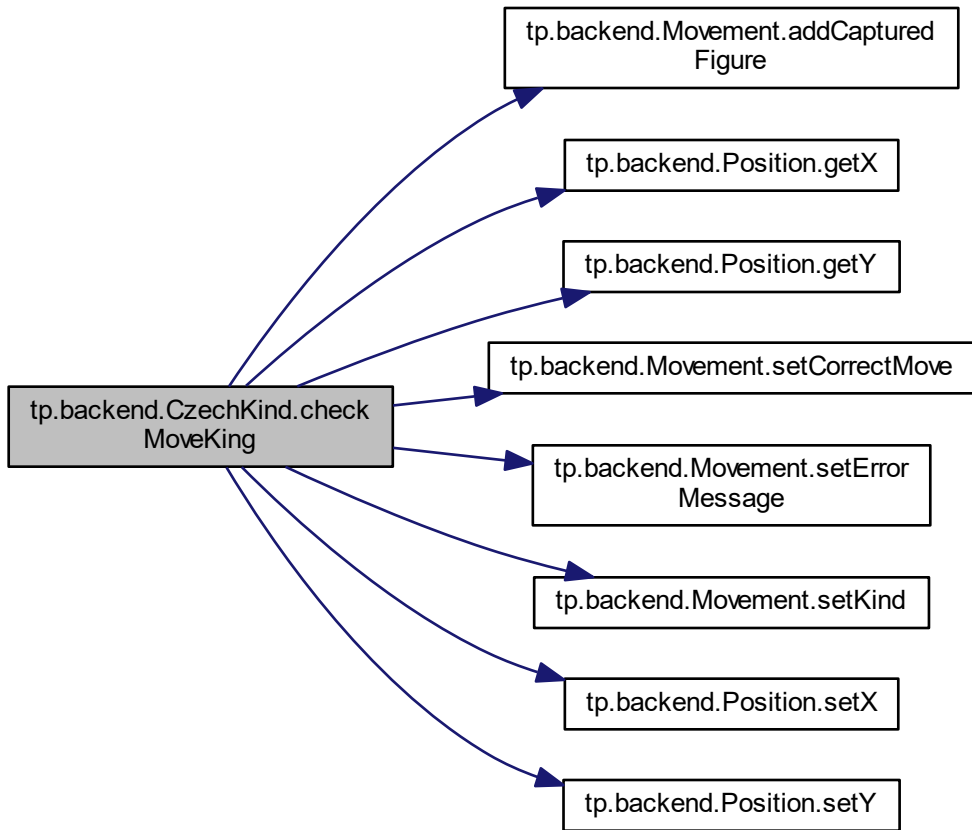 tp.backend.Movement.addCaptured
Figure
tp.backend.Position.getX
tp.backend.Position.getY
tp.backend.Movement.setCorrectMove
tp.backend.CzechKind.check
MoveKing
tp.backend.Movement.setError
Message
tp.backend.Movement.setKind
tp.backend.Position.setX
tp.backend.Position.setY